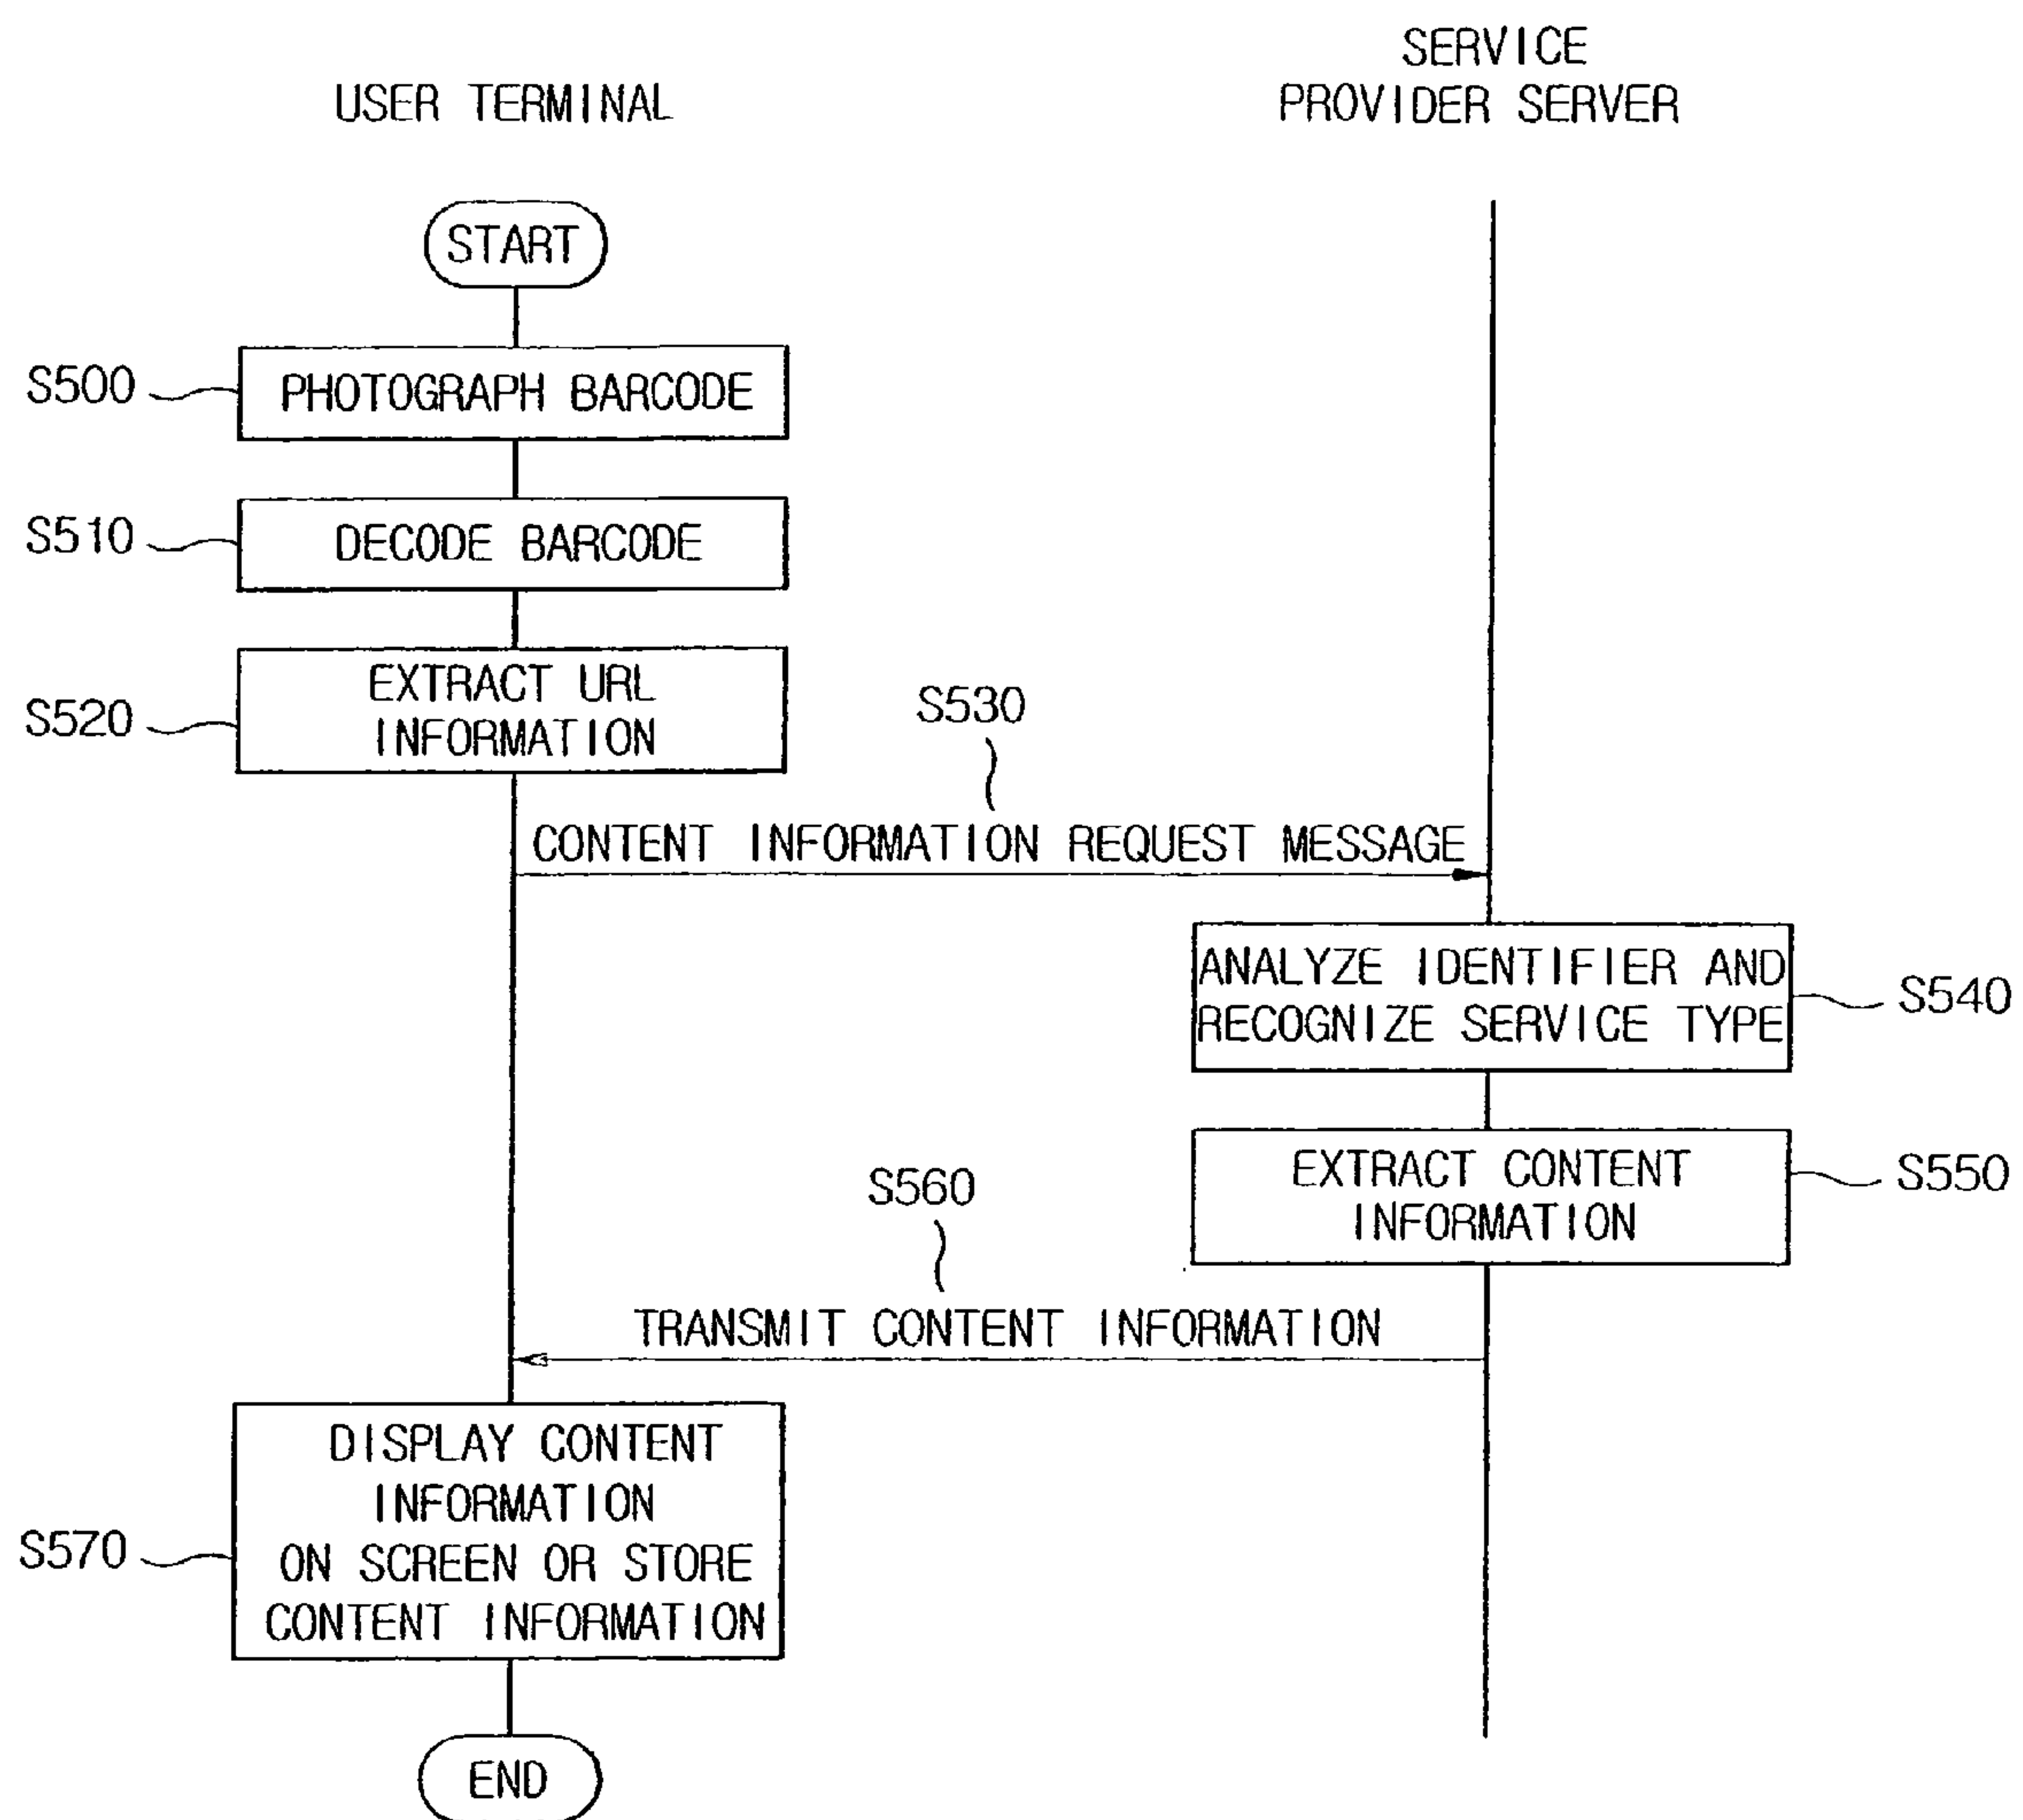 SERVICE
PROVIDER SERVER
USER TERMINAL
START
S500
PHOTOGRAPH BARCODE
S510
DECODE BARCODE
S520
EXTRACT URL
INFORMATION
S530
CONTENT INFORMATION REQUEST MESSAGE
ANALYZE IDENTIFIER AND
RECOGNIZE SERVICE TYPE
S540
EXTRACT CONTENT
INFORMATION
S550
S560
TRANSMIT CONTENT INFORMATION
S570
DISPLAY CONTENT
INFORMATION
ON SCREEN OR STORE
CONTENT INFORMATION
END